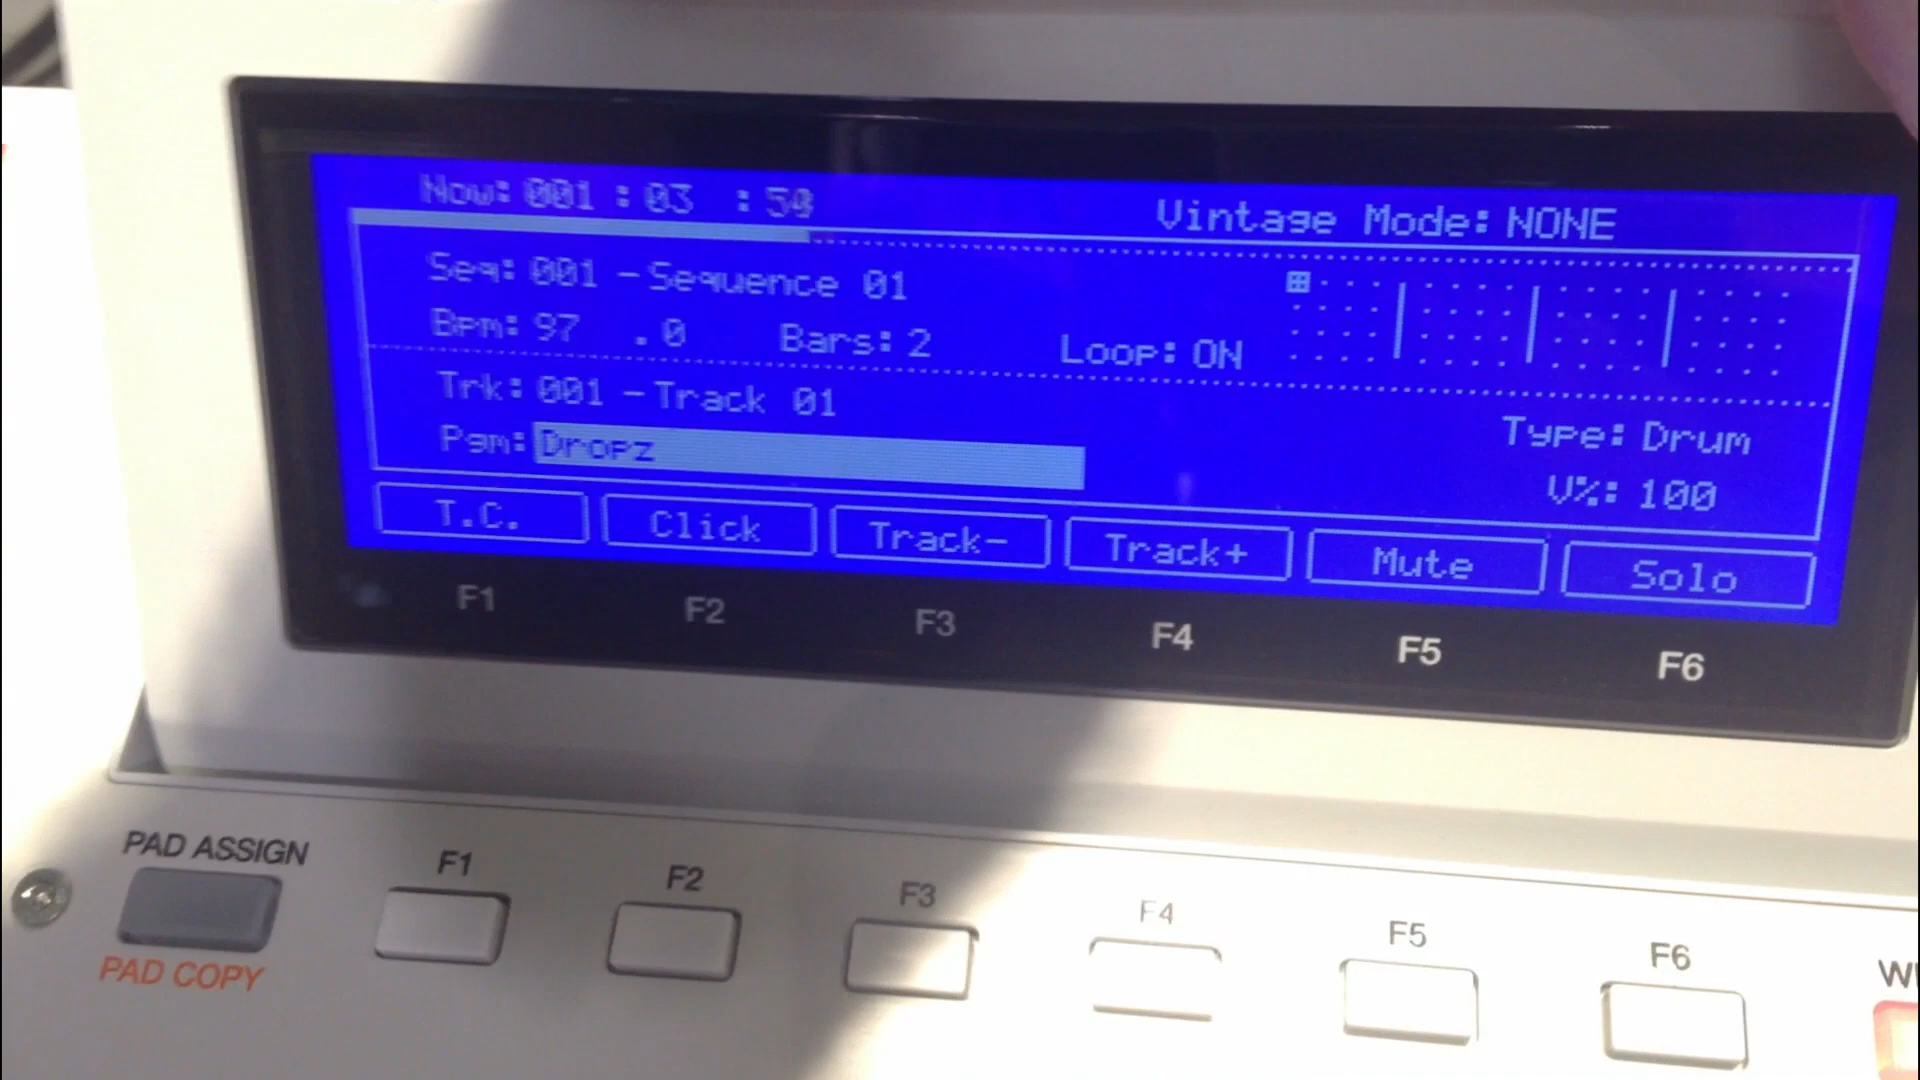 Now: 001 : 03 : 50
Vintage Mode: NONE
Seq: 001 -Sequence 01
Bpm: 97 .0 Bars: 2 Loop: ON
Trk: 001 -Track 01
Type: Drum
Pgm: Dropz
V%: 100
T.C. Click Track- Track+ Mute Solo
F1 F2 F3 F4 F5 F6
PAD ASSIGN F1 F2 F3 F4 F5 F6
PAD COPY